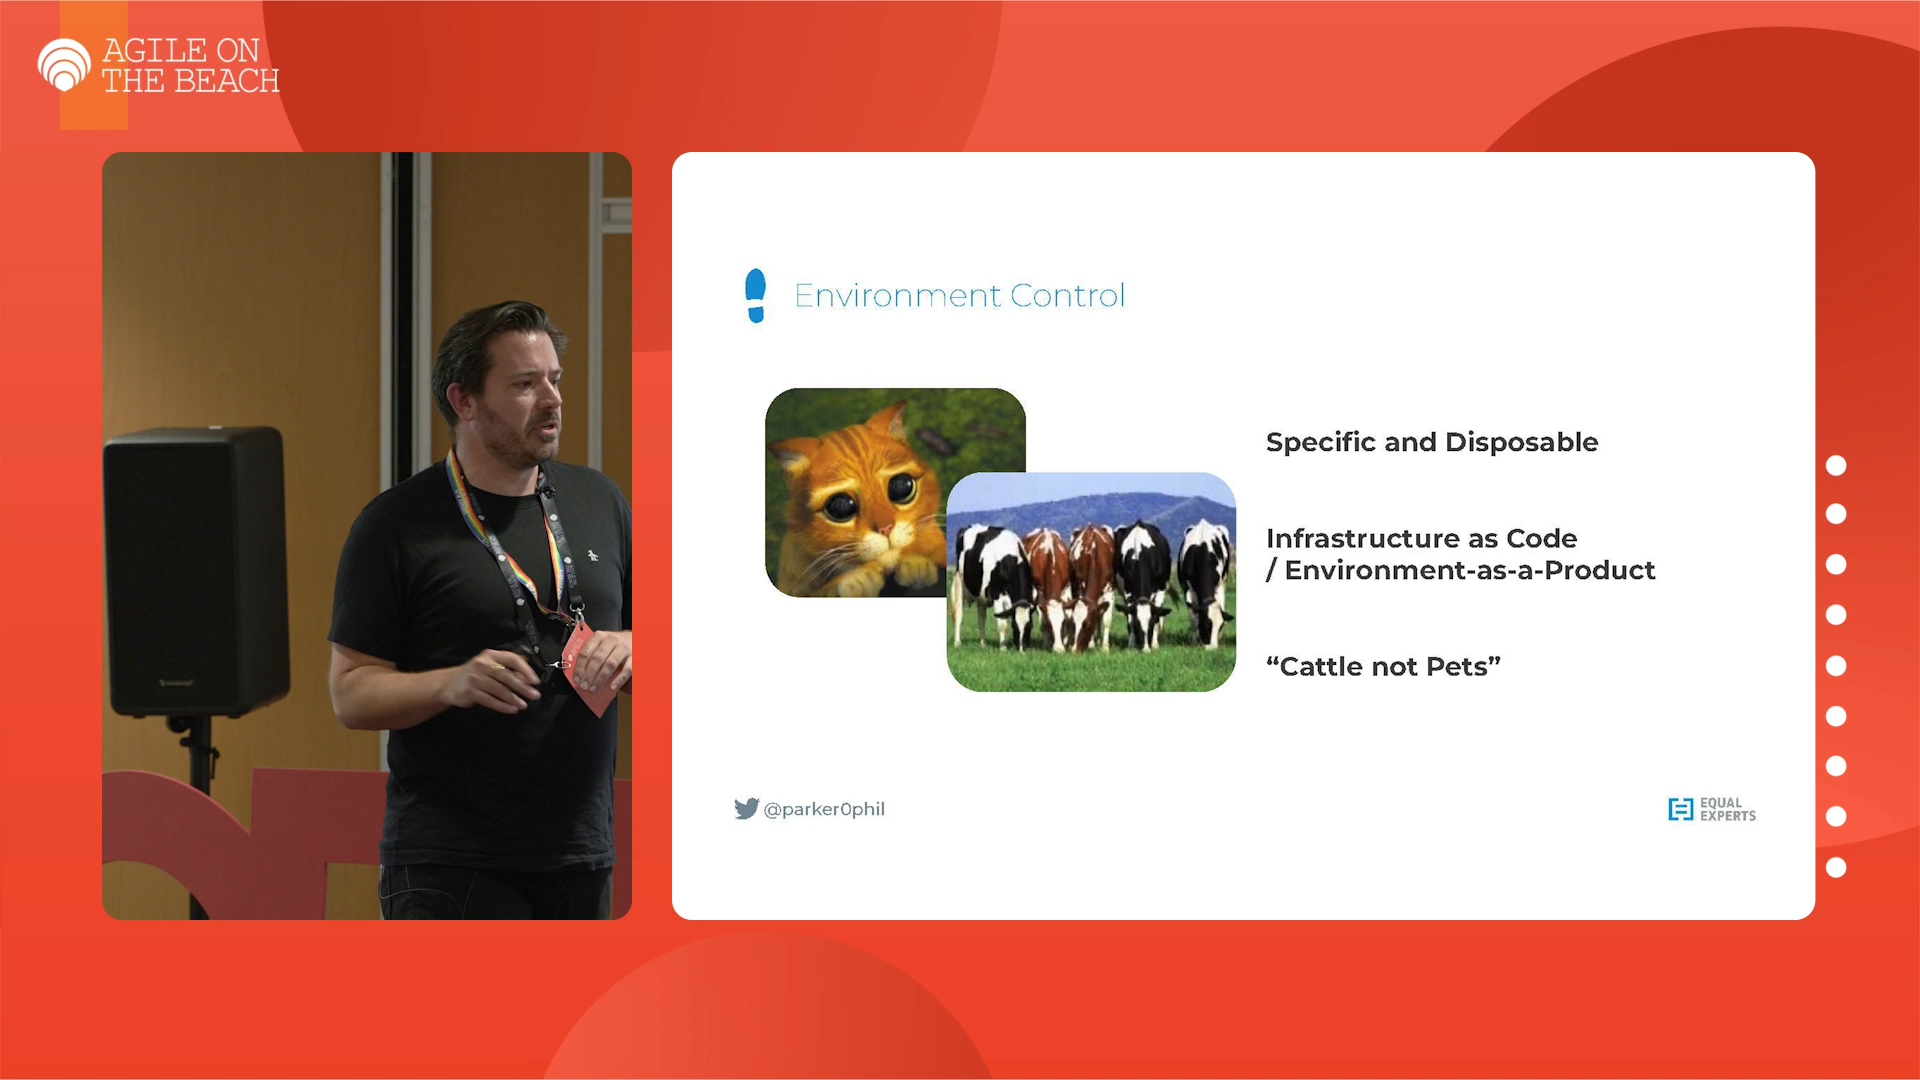 AGILE ON
THE BEACH
Environment Control
Specific and Disposable
Infrastructure as Code
/ Environment-as-a-Product
“Cattle not Pets”
@parker0phil
EQUAL
EXPERTS